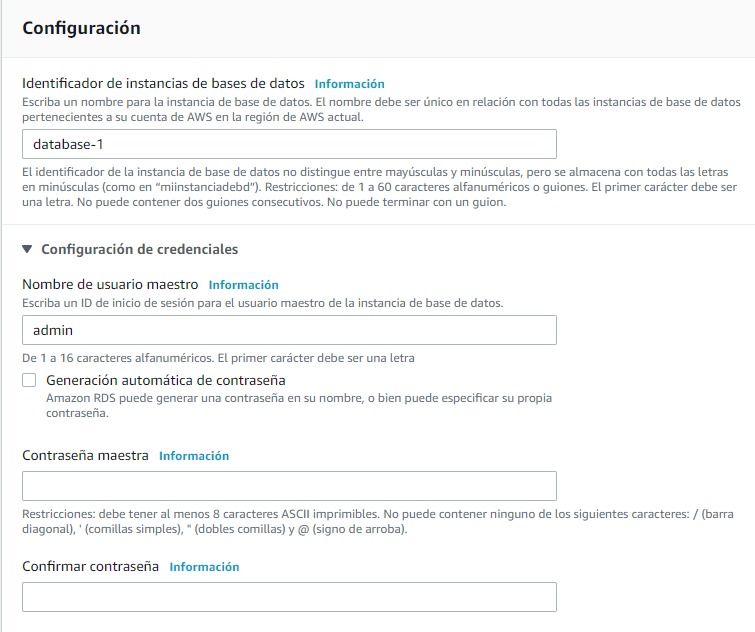 Configuración
Identificador de instancias de bases de datos Información
Escriba un nombre para la instancia de base de datos. El nombre debe ser único en relación con todas las instancias de base de datos
pertenecientes a su cuenta de AWS en la región de AWS actual.
database-1
El identificador de la instancia de base de datos no distingue entre mayúsculas y minúsculas, pero se almacena con todas las letras
en minúsculas (como en “miinstanciadebd”). Restricciones: de 1 a 60 caracteres alfanuméricos o guiones. El primer carácter debe ser
una letra. No puede contener dos guiones consecutivos. No puede terminar con un guion.
Configuración de credenciales
Nombre de usuario maestro Información
Escriba un ID de inicio de sesión para el usuario maestro de la instancia de base de datos.
admin
De 1 a 16 caracteres alfanuméricos. El primer carácter debe ser una letra
Generación automática de contraseña
Amazon RDS puede generar una contraseña en su nombre, o bien puede especificar su propia
contraseña.
Contraseña maestra Información
Restricciones: debe tener al menos 8 caracteres ASCII imprimibles. No puede contener ninguno de los siguientes caracteres: / (barra
diagonal), ' (comillas simples), " (dobles comillas) y @ (signo de arroba).
Confirmar contraseña Información